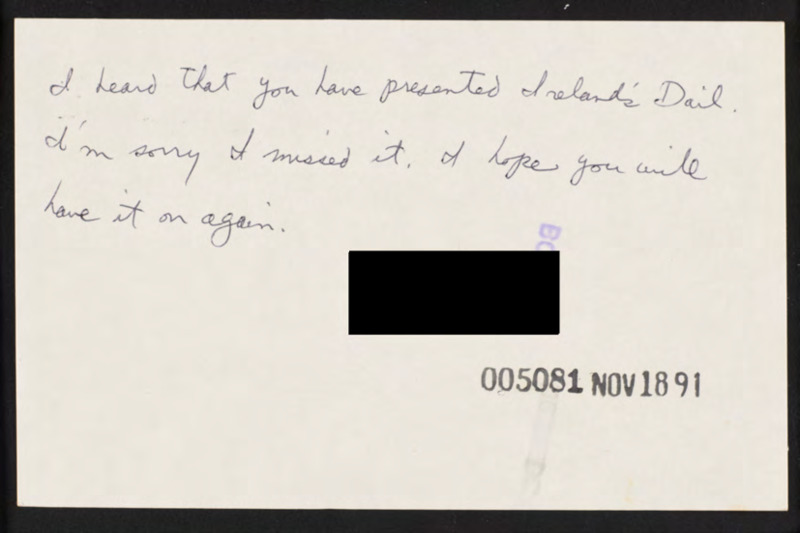 I heard that you have presented Ireland's Dail.
I'm sorry I missed it. I hope you will
have it on again.
BO
005081 NOV 18 91